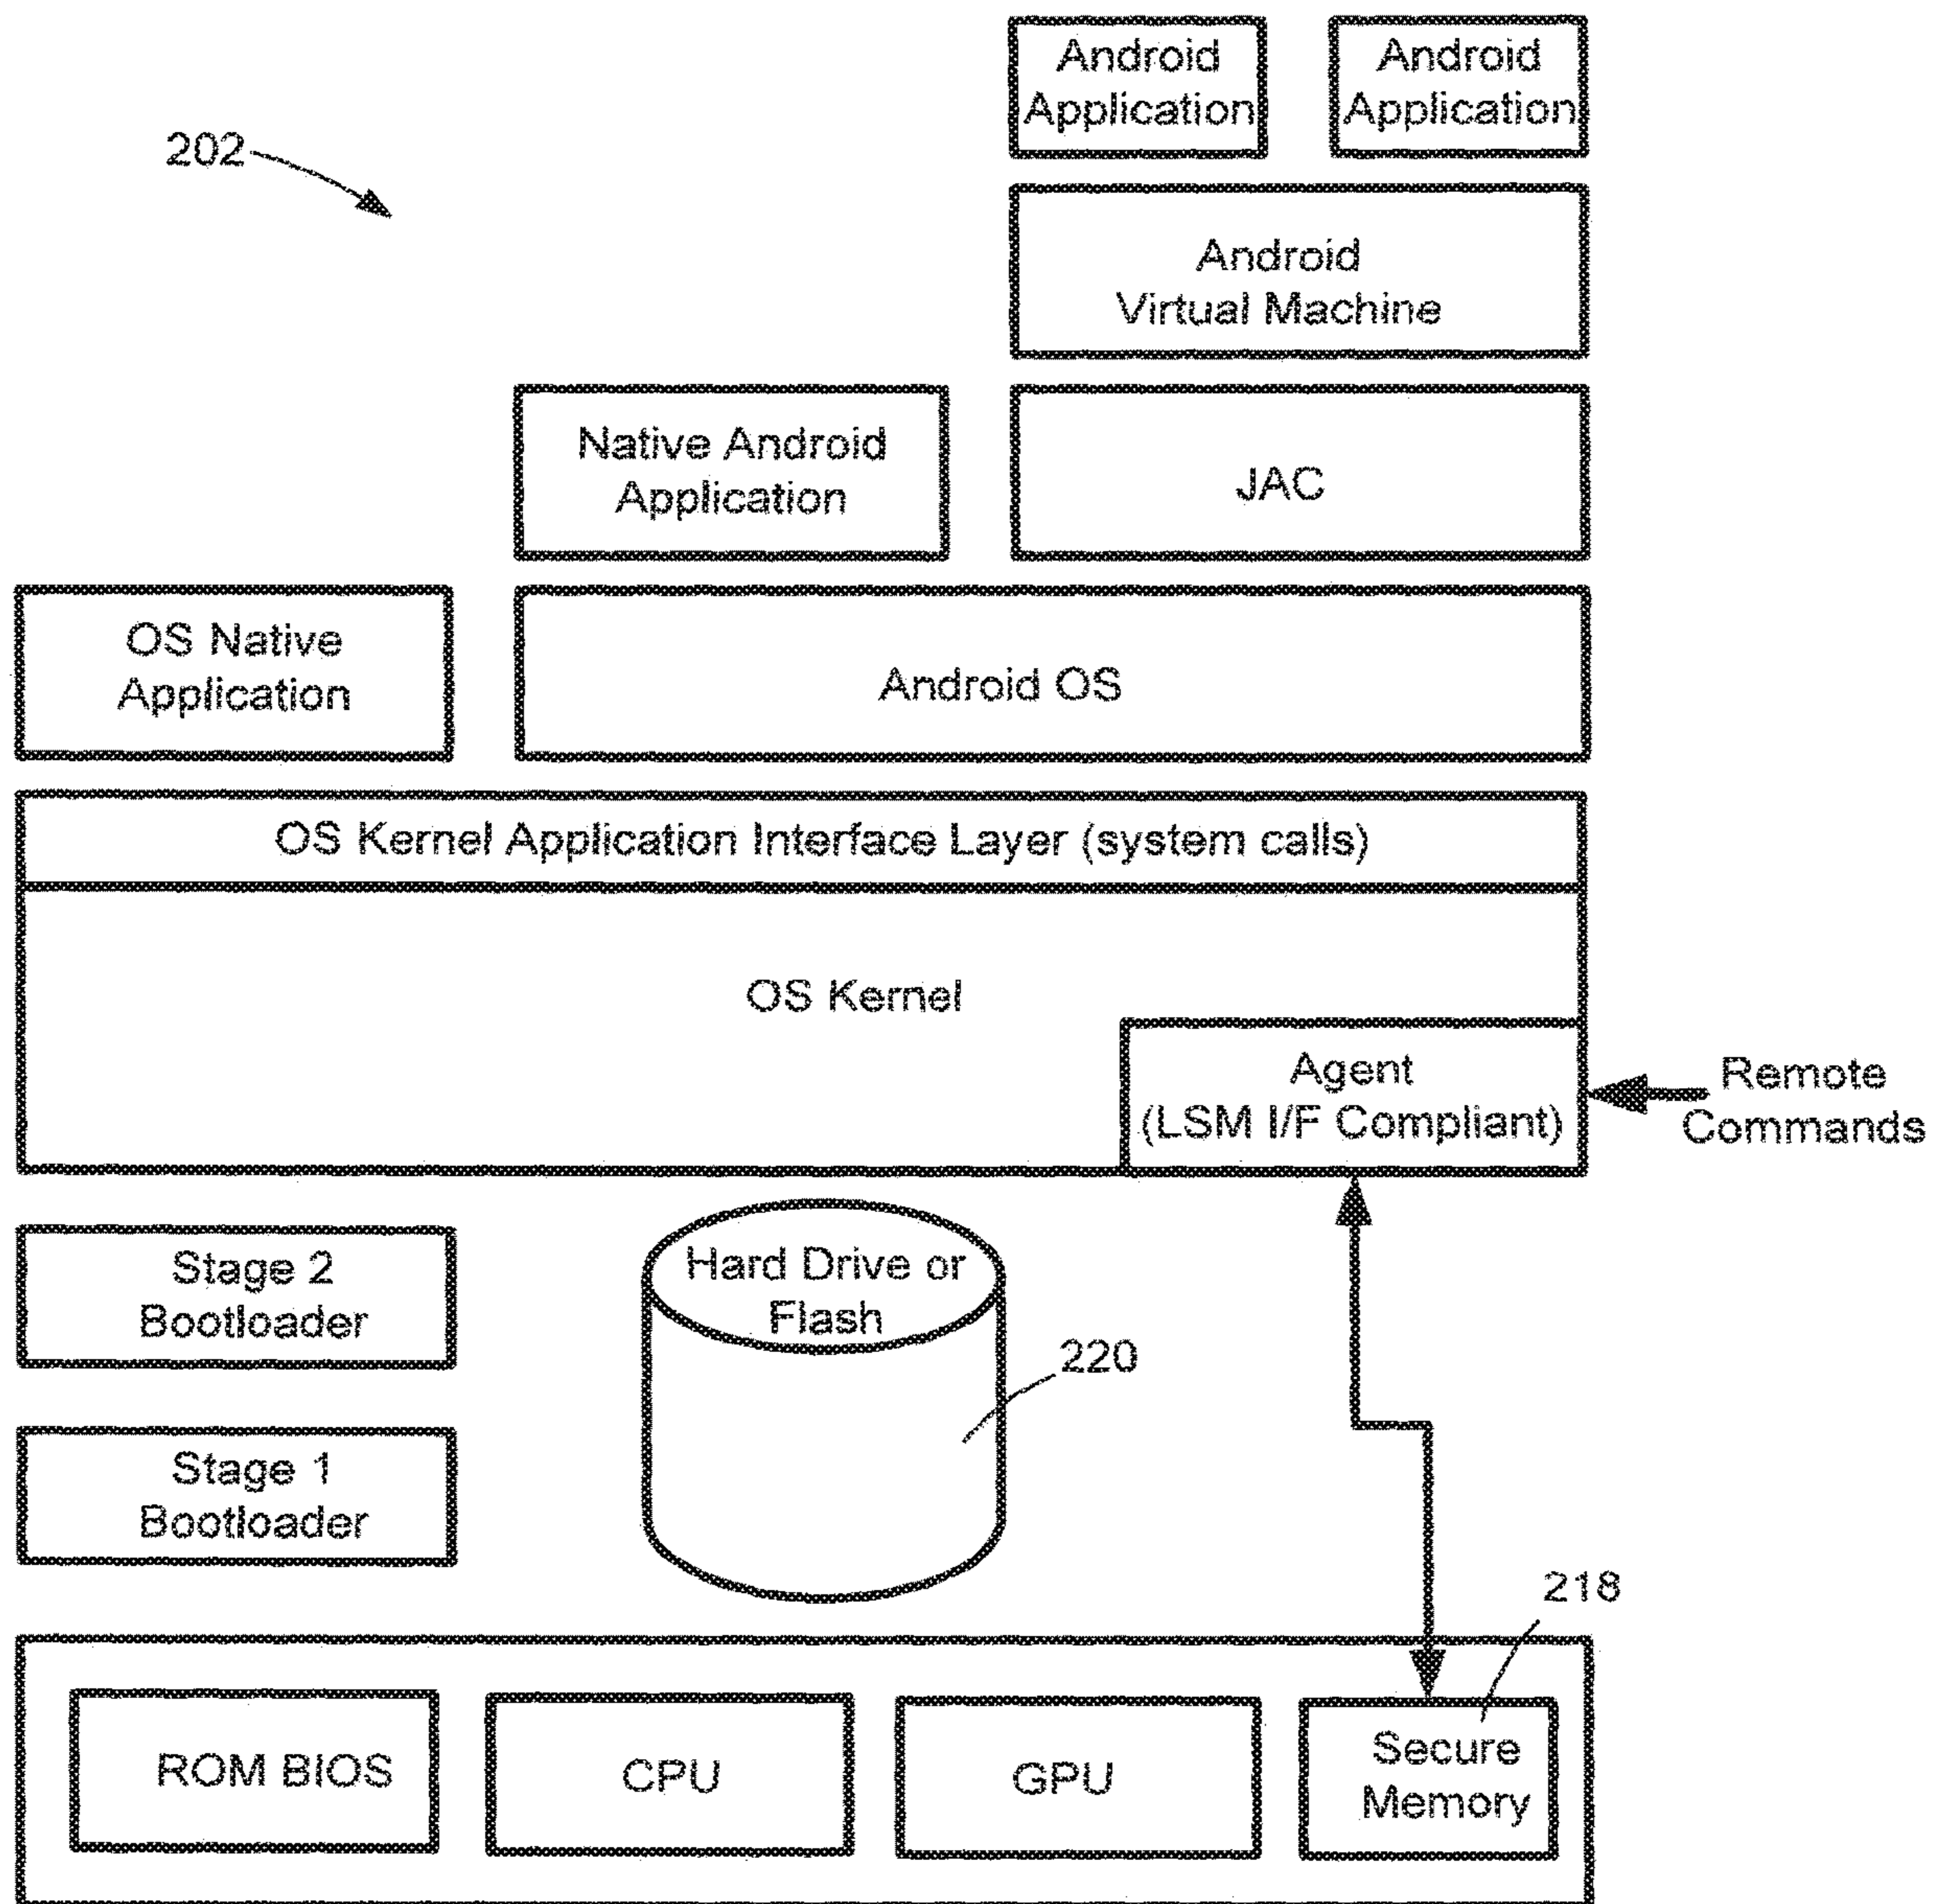 Android
Application
Android
Application
202
Android
Virtual Machine
Native Android
Application
JAC
OS Native
Application
Android OS
OS Kernel Application Interface Layer (system calls)
OS Kernel
Agent
(LSM I/F Compliant)
Remote
Commands
Stage 2
Bootloader
Hard Drive or
Flash
220
Stage 1
Bootloader
218
ROM BIOS
CPU
GPU
Secure
Memory